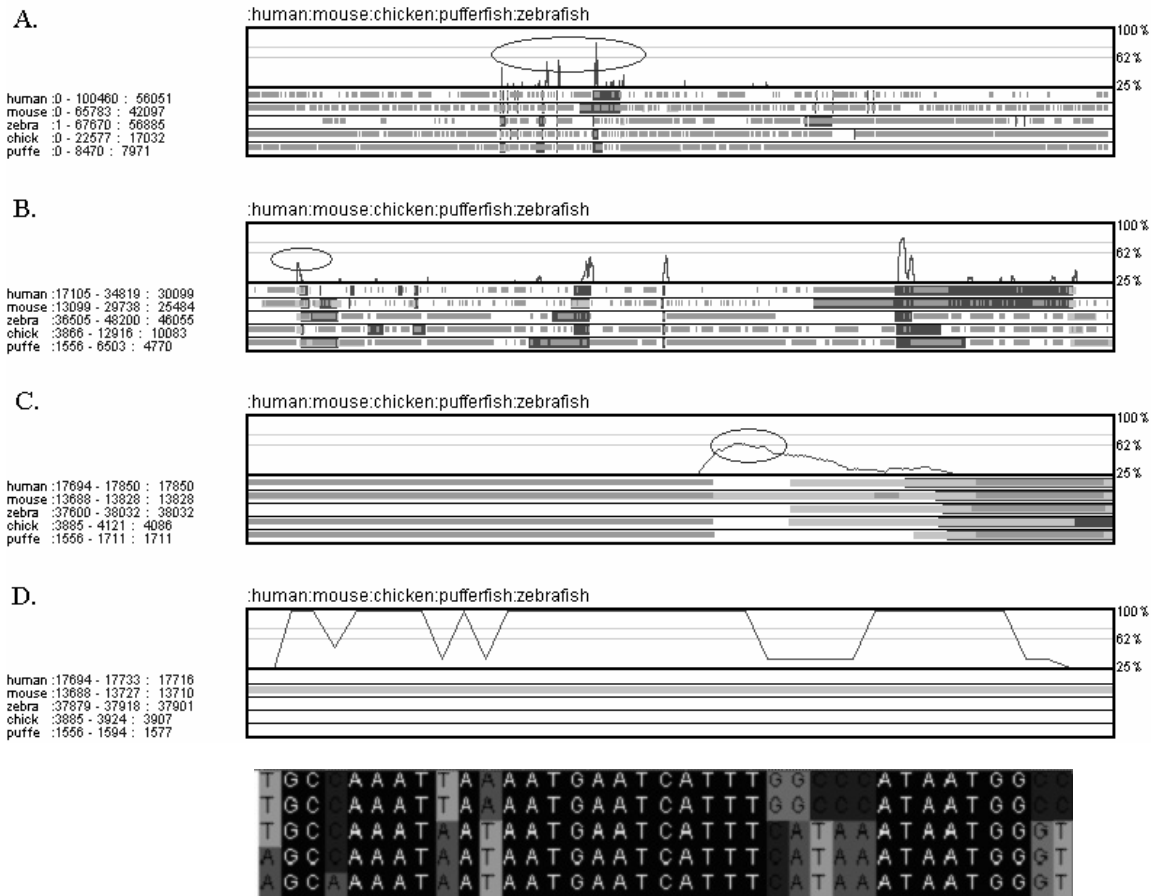 A.
:human:mouse:chicken:pufferfish:zebrafish
100%
62%
25%
human :0 - 100460 : 56051
mouse :0 - 65783 : 42097
zebra :1 - 67670 : 56885
chick :0 - 22577 : 17032
puffe :0 - 8470 : 7971
B.
:human:mouse:chicken:pufferfish:zebrafish
100%
62%
25%
human :17105 - 34819 : 30099
mouse :13099 - 29738 : 25484
zebra :36505 - 48200 : 46055
chick :3866 - 12916 : 10083
puffe :1556 - 6503 : 4770
C.
:human:mouse:chicken:pufferfish:zebrafish
100%
62%
25%
human :17694 - 17850 : 17850
mouse :13688 - 13828 : 13828
zebra :37600 - 38032 : 38032
chick :3885 - 4121 : 4086
puffe :1556 - 1711 : 1711
D.
:human:mouse:chicken:pufferfish:zebrafish
100%
62%
25%
human :17694 - 17733 : 17716
mouse :13688 - 13727 : 13710
zebra :37879 - 37918 : 37901
chick :3885 - 3924 : 3907
puffe :1556 - 1594 : 1577
T G C C A A A T T A A A A T G A A T C A T T T G G C C C A T A A T G G C C
T G C C A A A T T A A A A T G A A T C A T T T G G C C C A T A A T G G C C
T G C C A A A T A A T A A T G A A T C A T T T C A T A A A T A A T G G G T
A G C C A A A T A A T A A T G A A T C A T T T C A T A A A T A A T G G G T
A G C A A A A T A A T A A T G A A T C A T T T C A T A A A T A A T G G G T